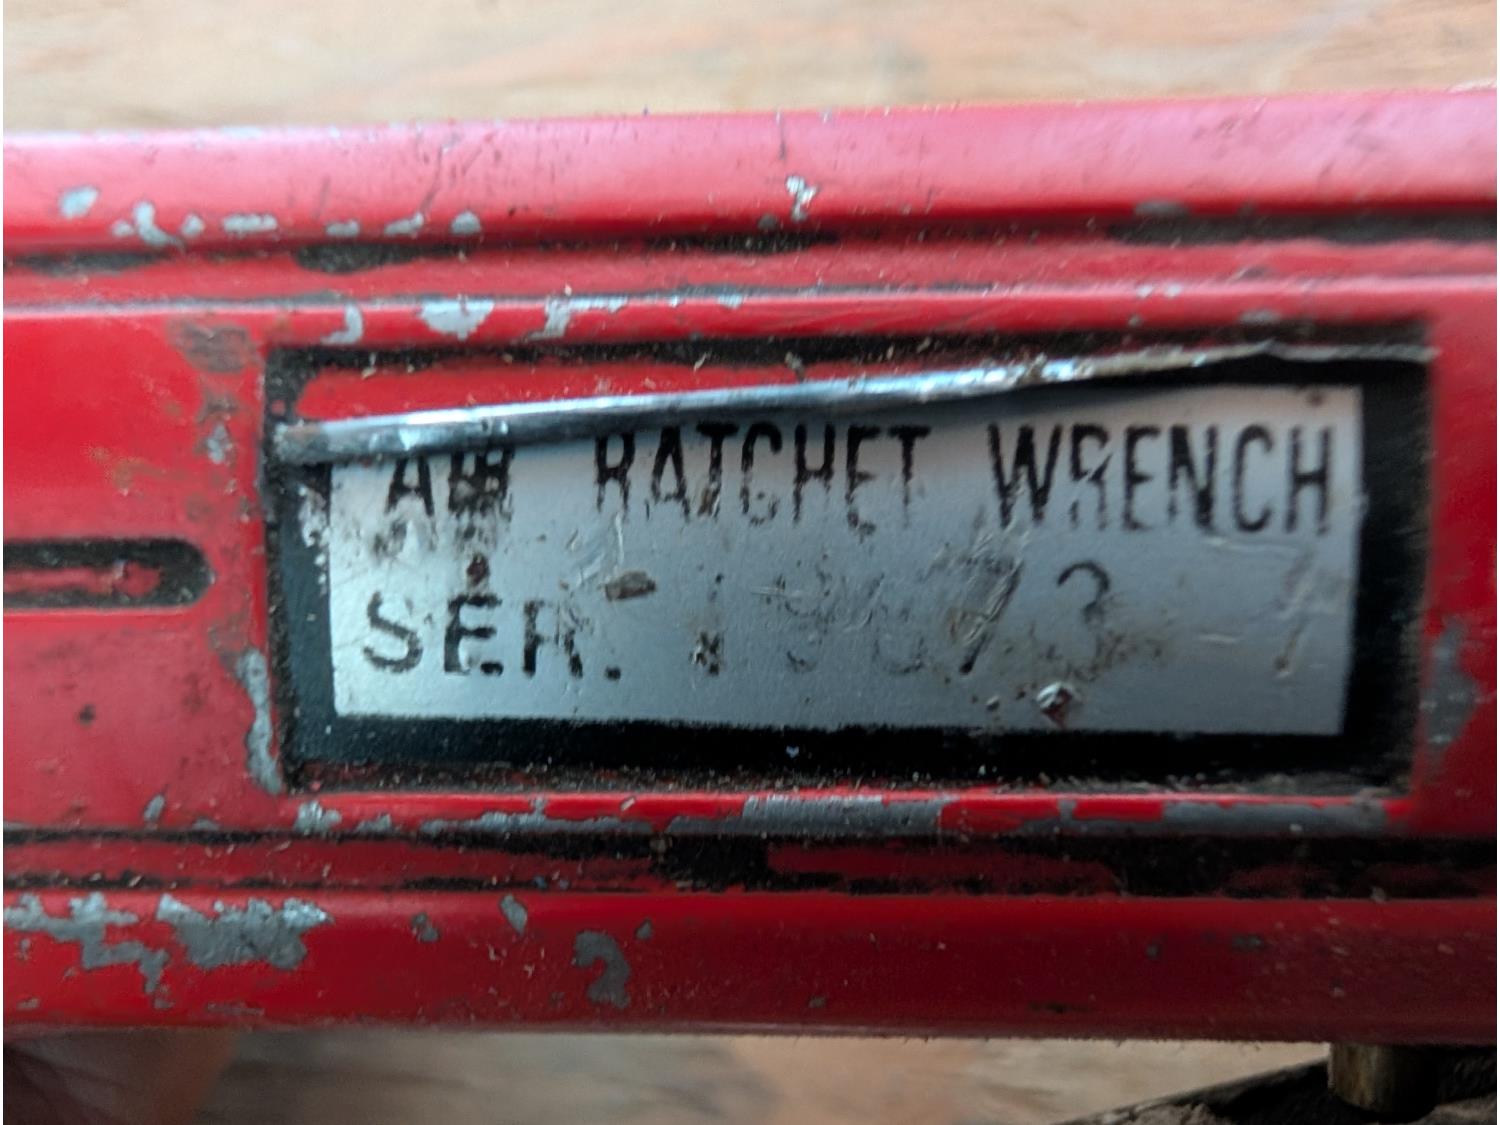 AIR RATCHET WRENCH
SER.